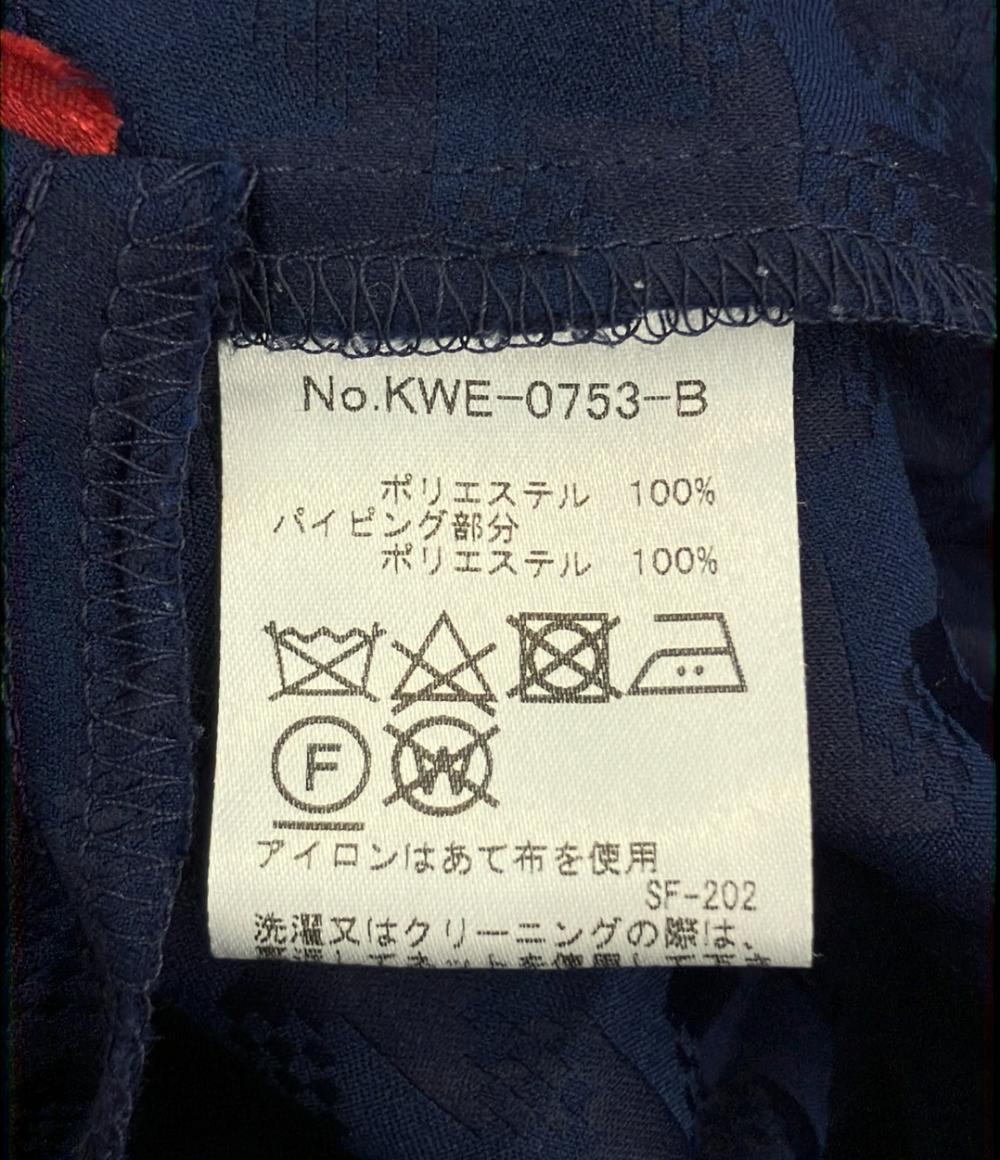 No.KWE-0753-B
ポリエステル 100%
パイピング部分
ポリエステル 100%
F
W
アイロンはあて布を使用
SF-202
洗濯又はクリーニングの際は、